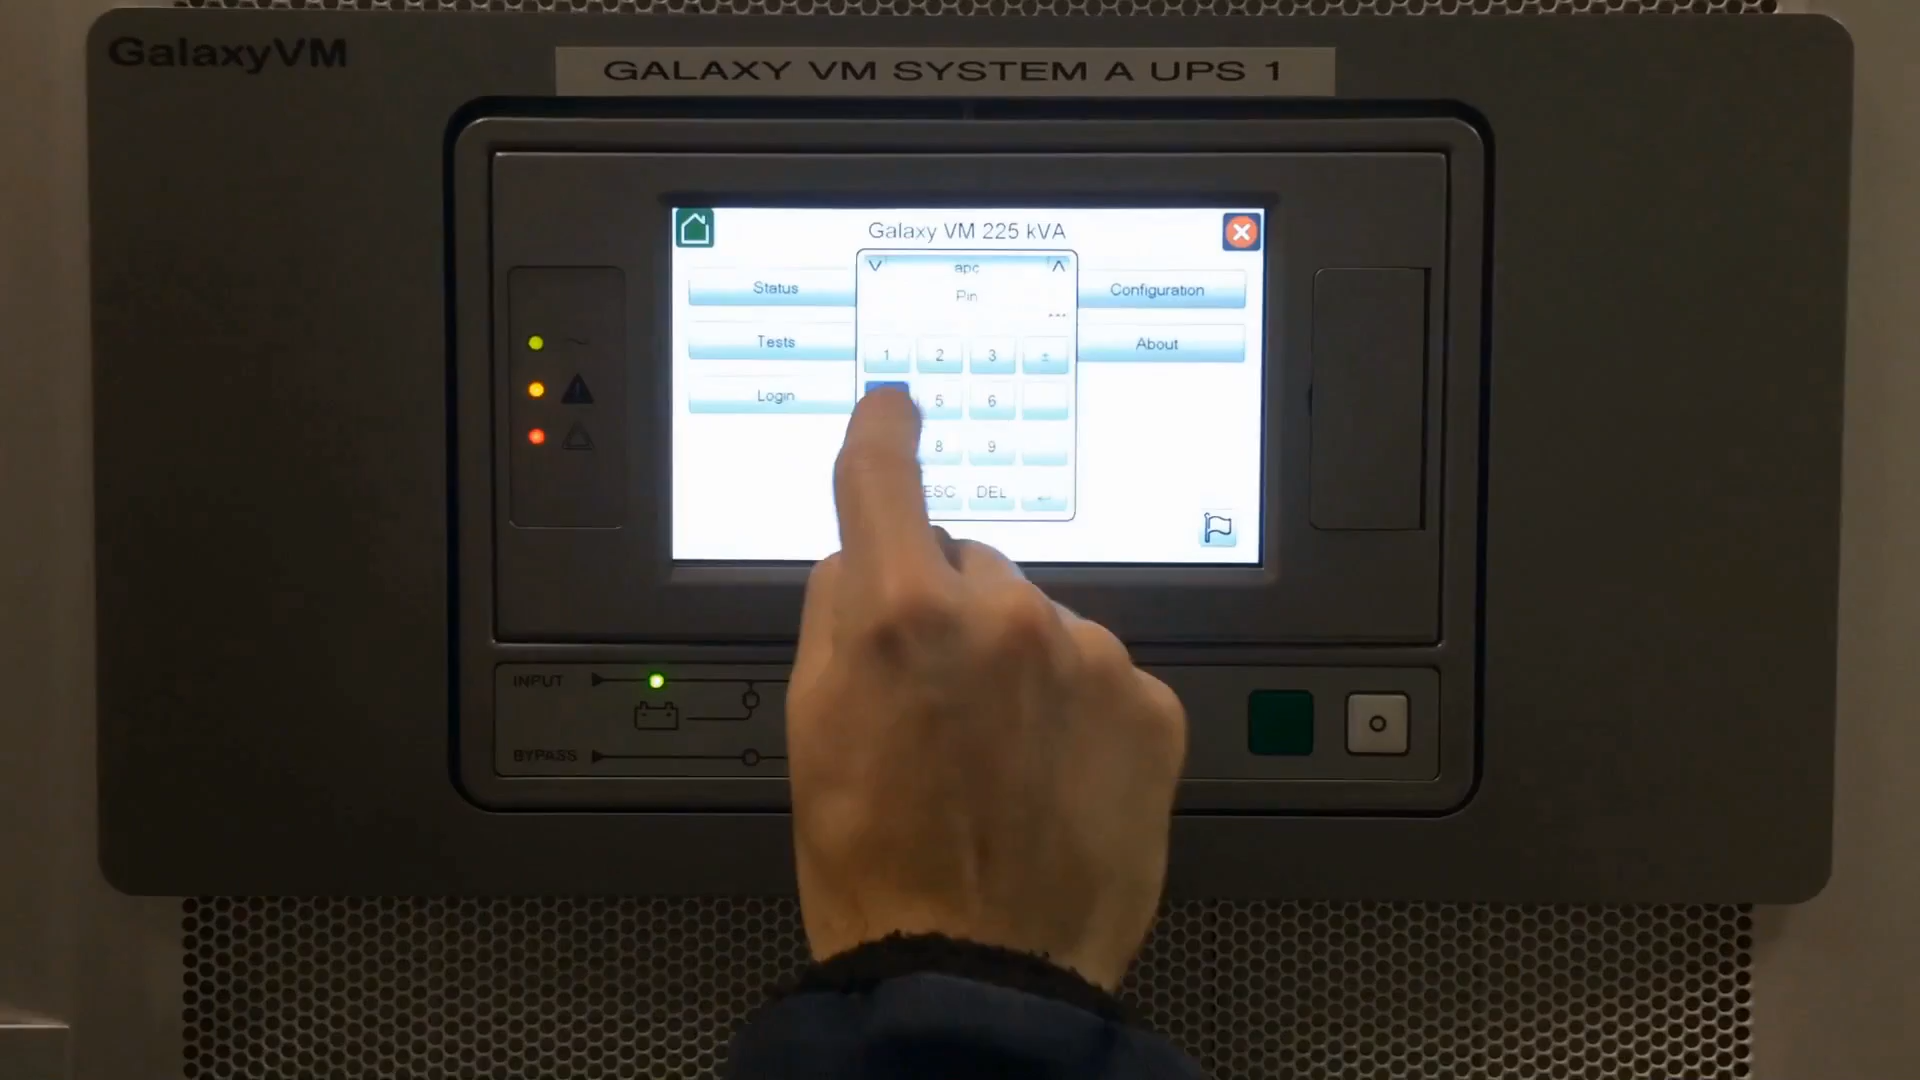 GalaxyVM
GALAXY VM SYSTEM A UPS 1
Galaxy VM 225 kVA
apc
Pin
...
Status
Tests
Login
Configuration
About
1 2 3 ±
5 6
8 9
ESC DEL
INPUT
BYPASS